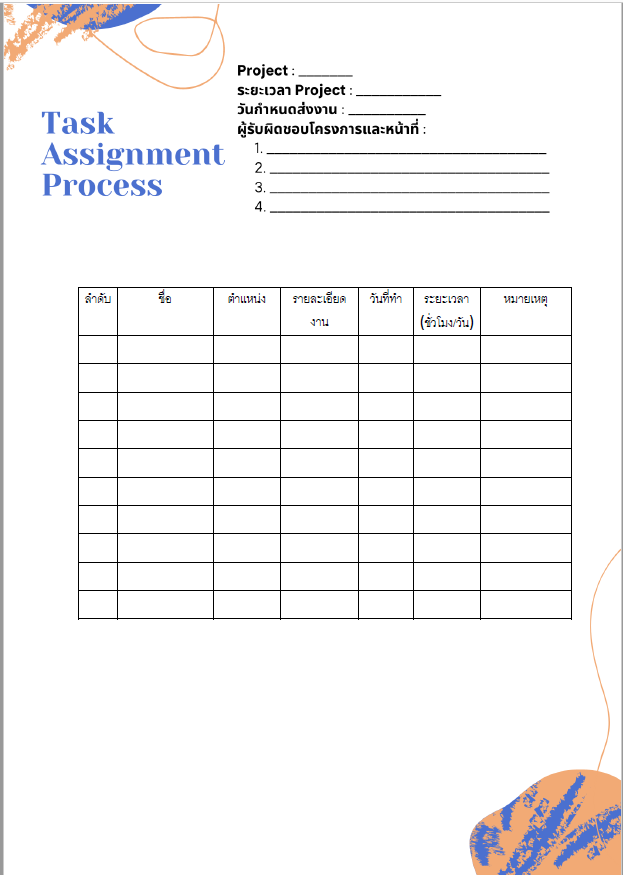 Task
Assignment
Process
Project : _______
ระยะเวลา Project : ___________
วันกำหนดส่งงาน : __________
ผู้รับผิดชอบโครงการและหน้าที่ :
1. ____________________________________
2. ____________________________________
3. ____________________________________
4. ____________________________________
ลำดับ ชื่อ ตำแหน่ง รายละเอียด วันที่ทำ ระยะเวลา หมายเหตุ
งาน (ชั่วโมง/วัน)